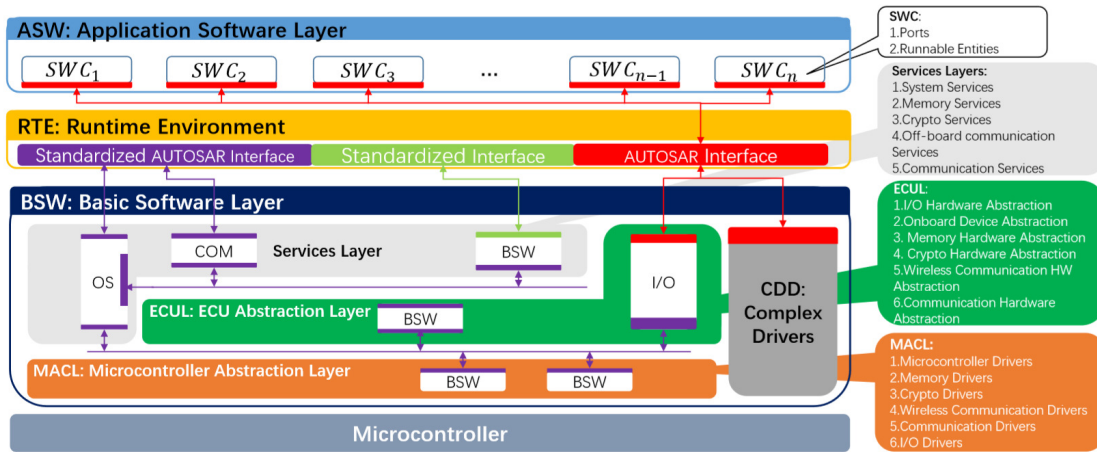 ASW: Application Software Layer
SWC₁
SWC₂
SWC₃
...
SWCₙ₋₁
SWCₙ
SWC:
1.Ports
2.Runnable Entities
RTE: Runtime Environment
Standardized AUTOSAR Interface
Standardized Interface
AUTOSAR Interface
Services Layers:
1.System Services
2.Memory Services
3.Crypto Services
4.Off-board communication
Services
5.Communication Services
BSW: Basic Software Layer
OS
COM
Services Layer
BSW
I/O
CDD:
Complex
Drivers
ECUL: ECU Abstraction Layer
BSW
ECUL:
1.I/O Hardware Abstraction
2.Onboard Device Abstraction
3. Memory Hardware Abstraction
4. Crypto Hardware Abstraction
5.Wireless Communication HW
Abstraction
6.Communication Hardware
Abstraction
MACL: Microcontroller Abstraction Layer
BSW
BSW
MACL:
1.Microcontroller Drivers
2.Memory Drivers
3.Crypto Drivers
4.Wireless Communication Drivers
5.Communication Drivers
6.I/O Drivers
Microcontroller